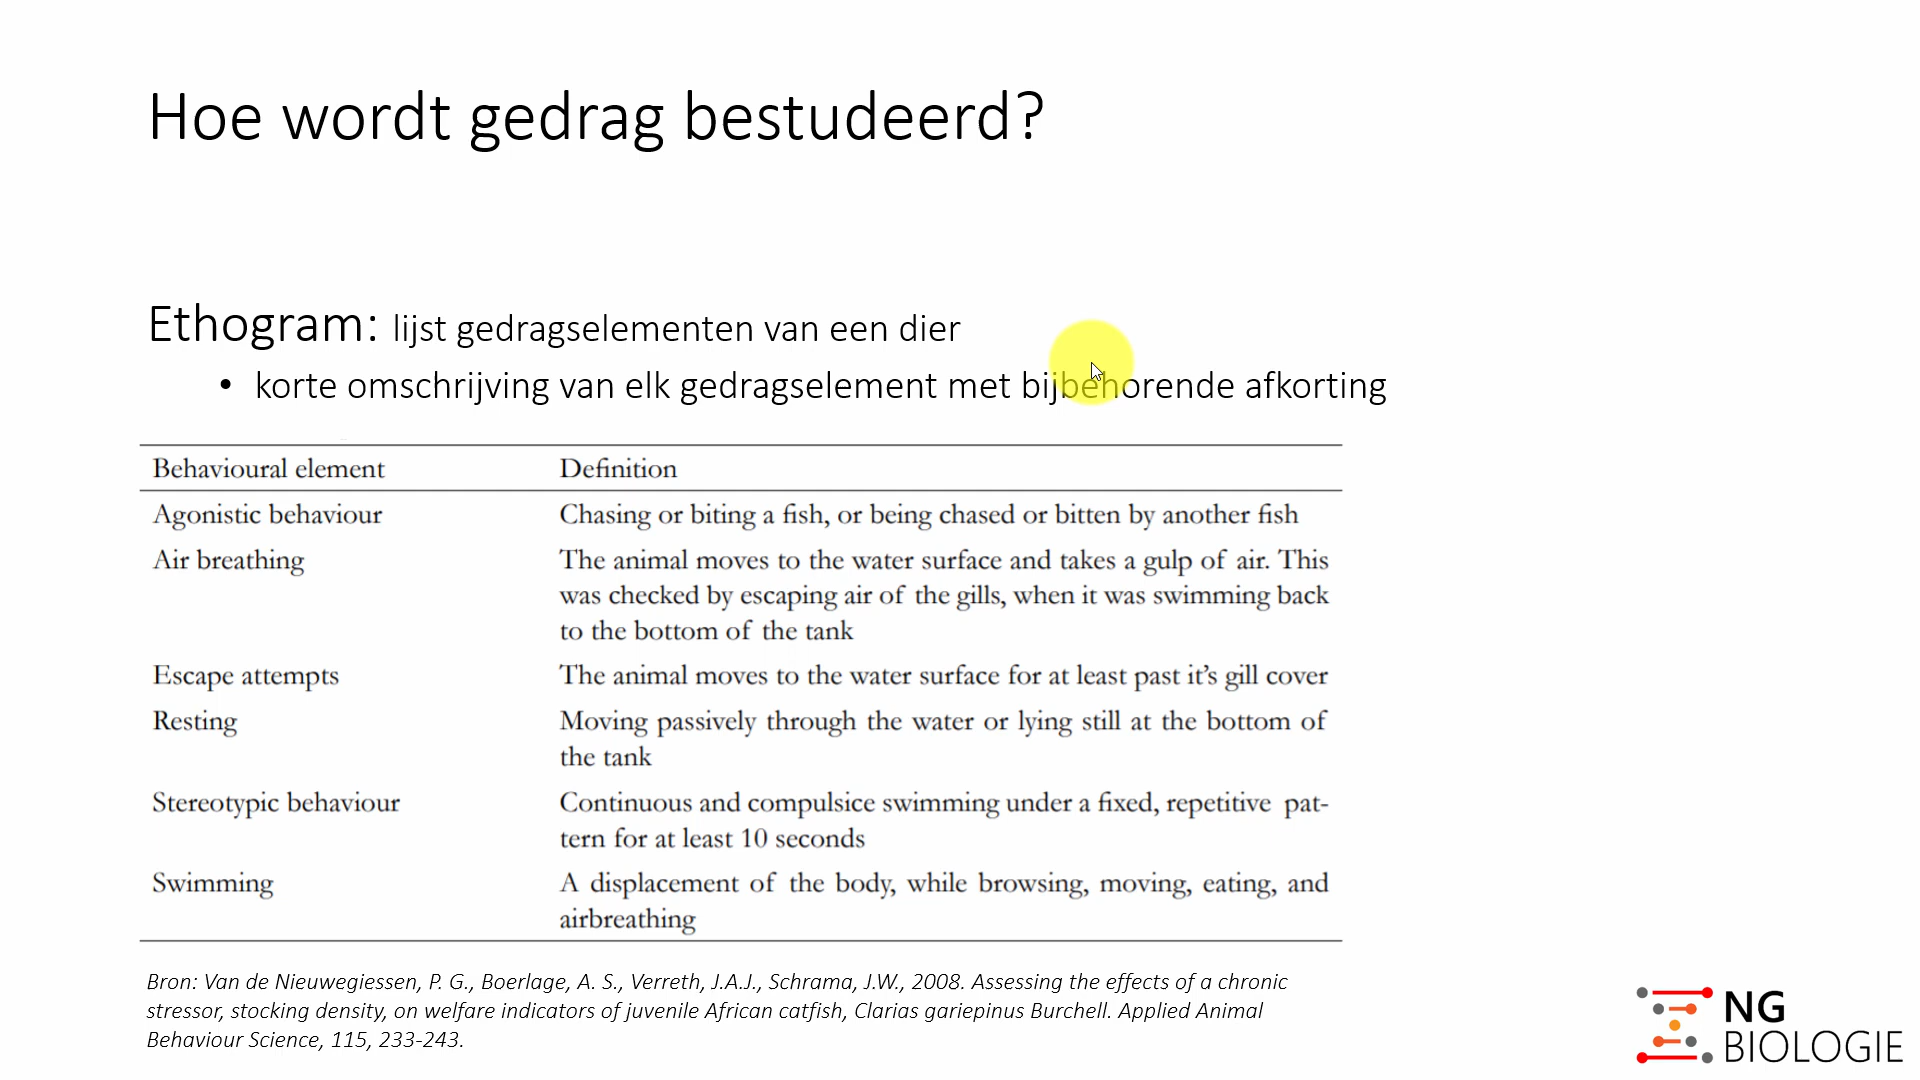 Hoe wordt gedrag bestudeerd?
Ethogram: lijst gedragselementen van een dier
• korte omschrijving van elk gedragselement met bijbehorende afkorting
Behavioural element Definition
Agonistic behaviour Chasing or biting a fish, or being chased or bitten by another fish
Air breathing The animal moves to the water surface and takes a gulp of air. This
was checked by escaping air of the gills, when it was swimming back
to the bottom of the tank
Escape attempts The animal moves to the water surface for at least past it's gill cover
Resting Moving passively through the water or lying still at the bottom of
the tank
Stereotypic behaviour Continuous and compulsice swimming under a fixed, repetitive pat-
tern for at least 10 seconds
Swimming A displacement of the body, while browsing, moving, eating, and
airbreathing
Bron: Van de Nieuwegiessen, P. G., Boerlage, A. S., Verreth, J.A.J., Schrama, J.W., 2008. Assessing the effects of a chronic
stressor, stocking density, on welfare indicators of juvenile African catfish, Clarias gariepinus Burchell. Applied Animal
Behaviour Science, 115, 233-243.
NG
BIOLOGIE